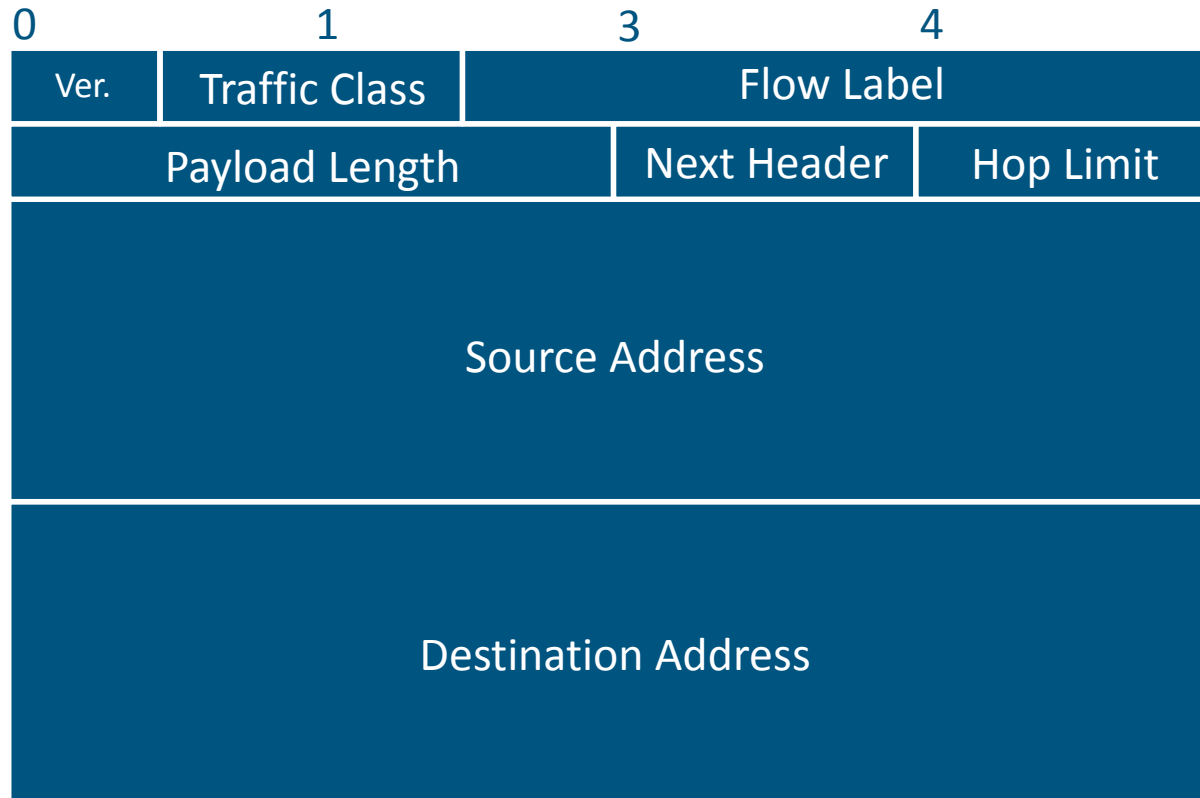 0 1 3 4
Ver. Traffic Class Flow Label
Payload Length Next Header Hop Limit
Source Address
Destination Address